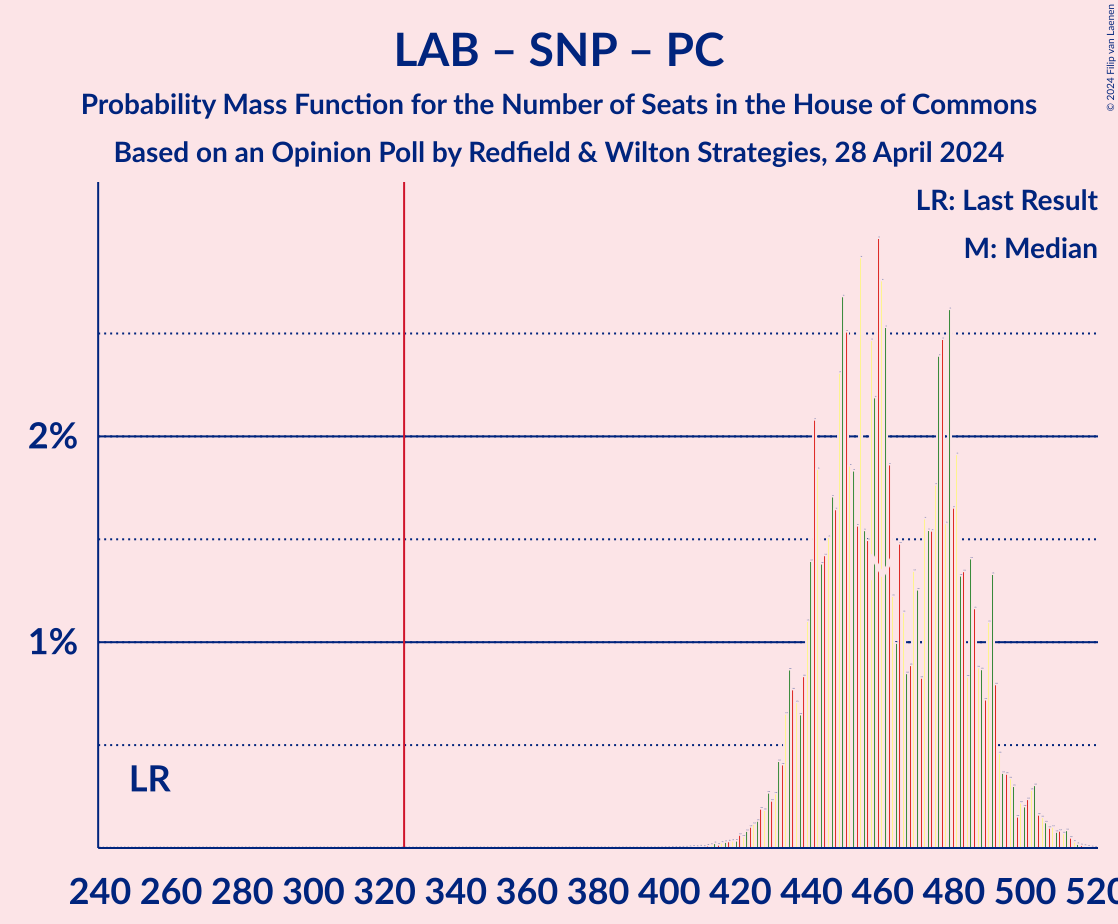 LAB – SNP – PC
Probability Mass Function for the Number of Seats in the House of Commons
Based on an Opinion Poll by Redfield & Wilton Strategies, 28 April 2024
© 2024 Filip van Laenen
LR: Last Result
M: Median
2%
1%
LR
240 260 280 300 320 340 360 380 400 420 440 460 480 500 520